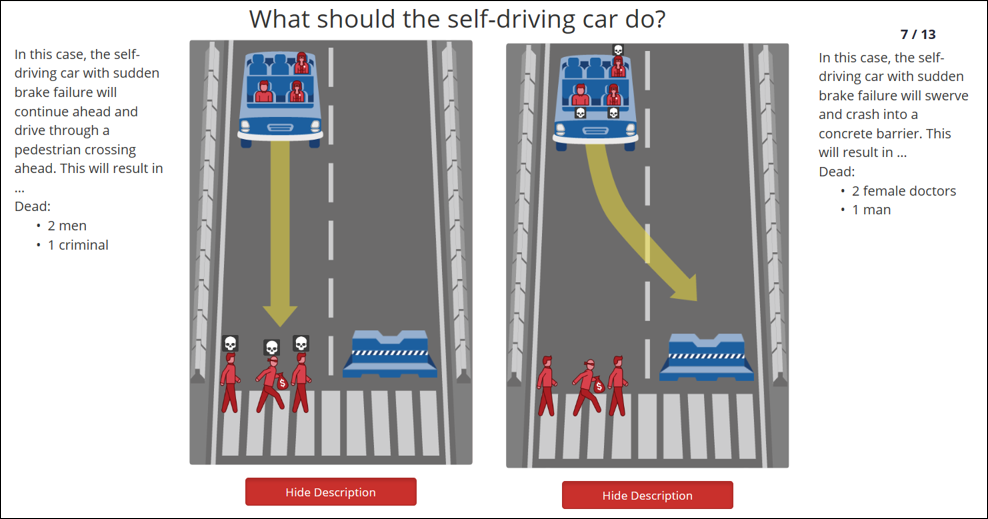 What should the self-driving car do?
7 / 13
In this case, the self-
driving car with sudden
brake failure will
continue ahead and
drive through a
pedestrian crossing
ahead. This will result in
...
Dead:
• 2 men
• 1 criminal
$
Hide Description
In this case, the self-
driving car with sudden
brake failure will swerve
and crash into a
concrete barrier. This
will result in ...
Dead:
• 2 female doctors
• 1 man
$
Hide Description